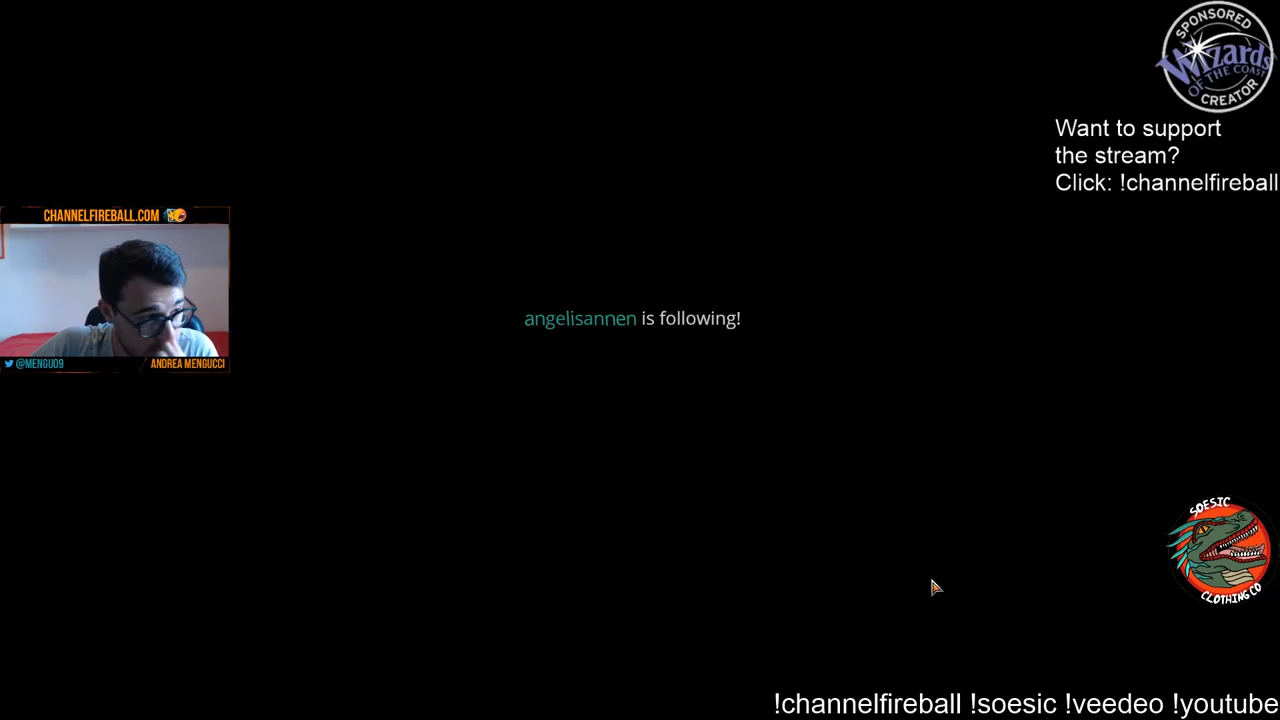 SPONSORED
Wizards
OF THE COAST
CREATOR
Want to support
the stream?
Click: !channelfireball
CHANNELFIREBALL.COM
angelisannen is following!
@MENGU09
ANDREA MENGUCCI
SOESIC
CLOTHING CO
!channelfireball !soesic !veedeo !youtube